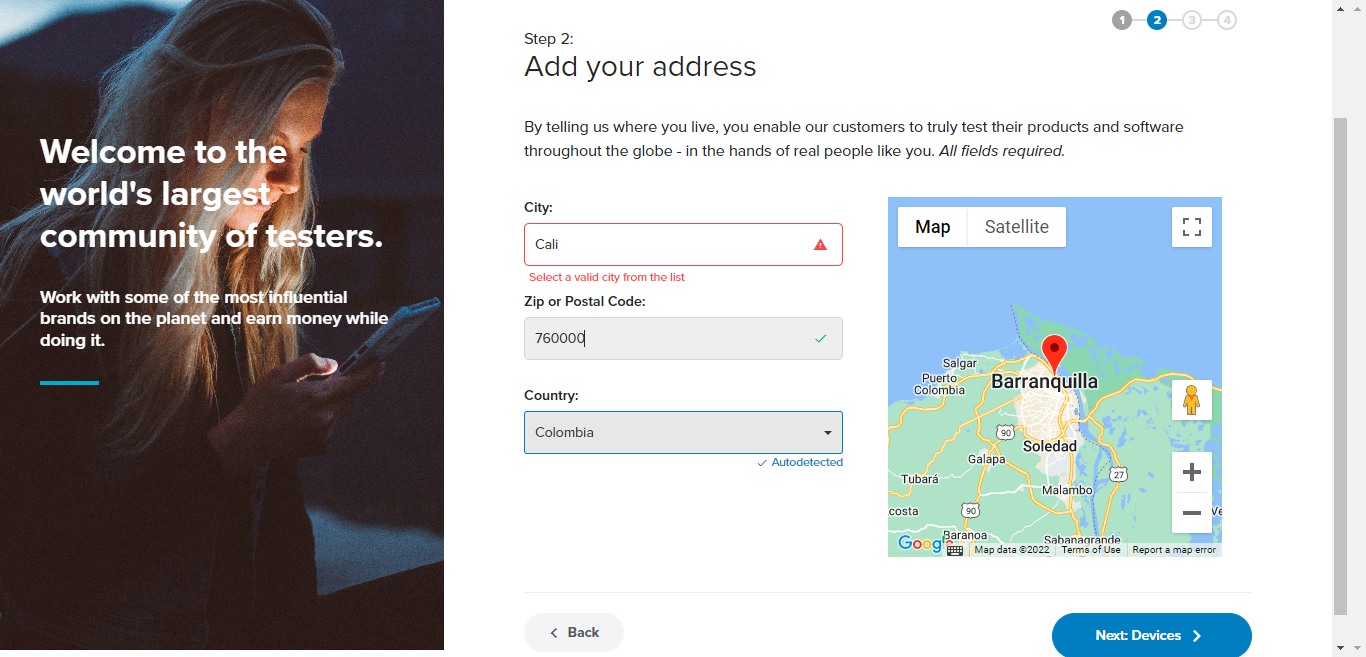 Welcome to the
world's largest
community of testers.
Work with some of the most influential
brands on the planet and earn money while
doing it.
1 2 3 4
Step 2:
Add your address
By telling us where you live, you enable our customers to truly test their products and software
throughout the globe - in the hands of real people like you. All fields required.
City:
Cali
Select a valid city from the list
Zip or Postal Code:
760000
Country:
Colombia
Autodetected
Map Satellite
Salgar
Puerto
Colombia
Barranquilla
90
Soledad
Galapa
27
Tubará
Malambo
costa
90
Ve
Baranoa
Sabanagrande
Google
Map data ©2022 Terms of Use Report a map error
Back
Next: Devices